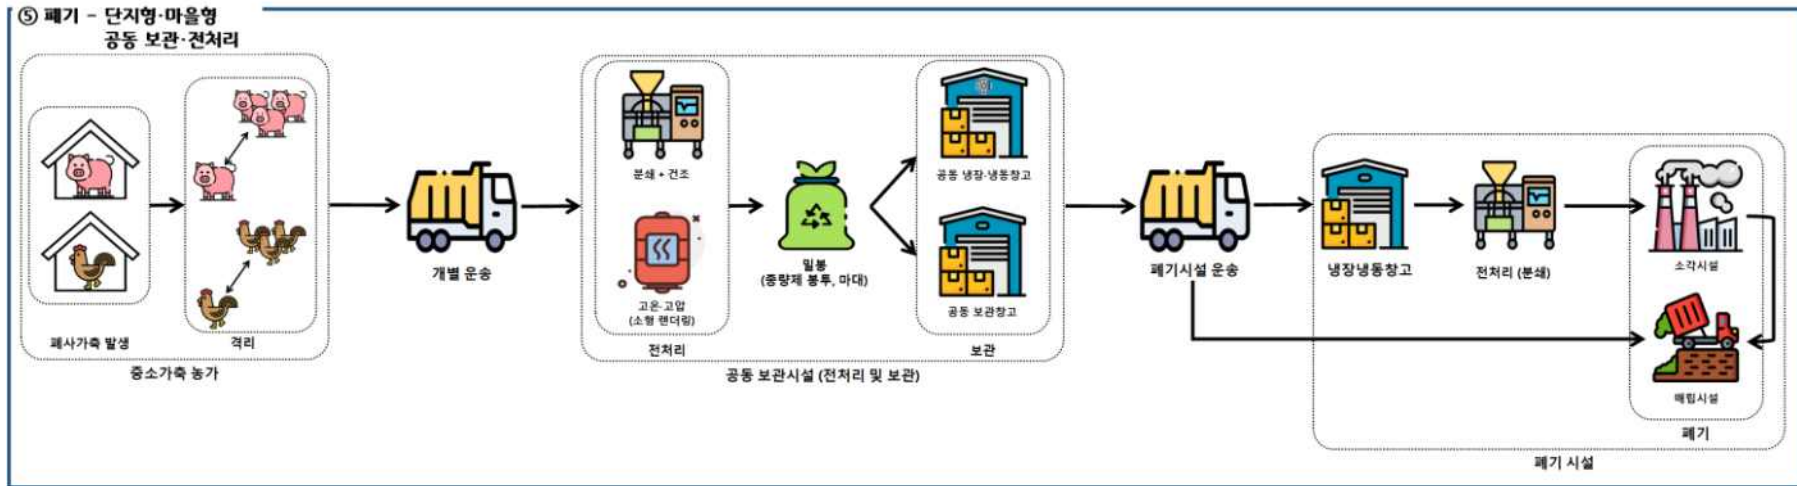 ⑤ 폐기 - 단지형·마을형
공동 보관·전처리
폐사가축 발생
격리
중소가축 농가
개별 운송
분쇄 + 건조
고온·고압
(소형 렌더링)
전처리
밀봉
(종량제 봉투, 마대)
공동 냉장·냉동창고
공동 보관창고
보관
공동 보관시설 (전처리 및 보관)
폐기시설 운송
냉장냉동창고
전처리 (분쇄)
소각시설
매립시설
폐기
폐기 시설